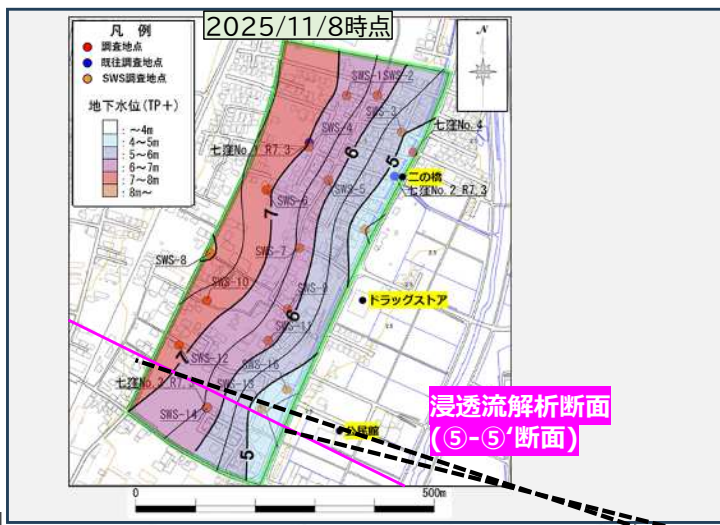 2025/11/8時点
凡 例
調査地点
既往調査地点
SWS調査地点
地下水位(TP+)
:~4m
:4~5m
:5~6m
:6~7m
:7~8m
:8m~
N
SWS-1
SWS-2
SWS-3
SWS-4
七窪No.4
七窪No.1 R7.3
6
5
二の橋
七窪No.2 R7.3
SWS-5
SWS-6
7
SWS-7
SWS-8
SWS-9
SWS-10
6
ドラッグストア
SWS-11
7
SWS-12
SWS-16
SWS-13
七窪No.3 R7.3
SWS-14
5
公民館
浸透流解析断面
(⑤-⑤‘断面)
0
500m